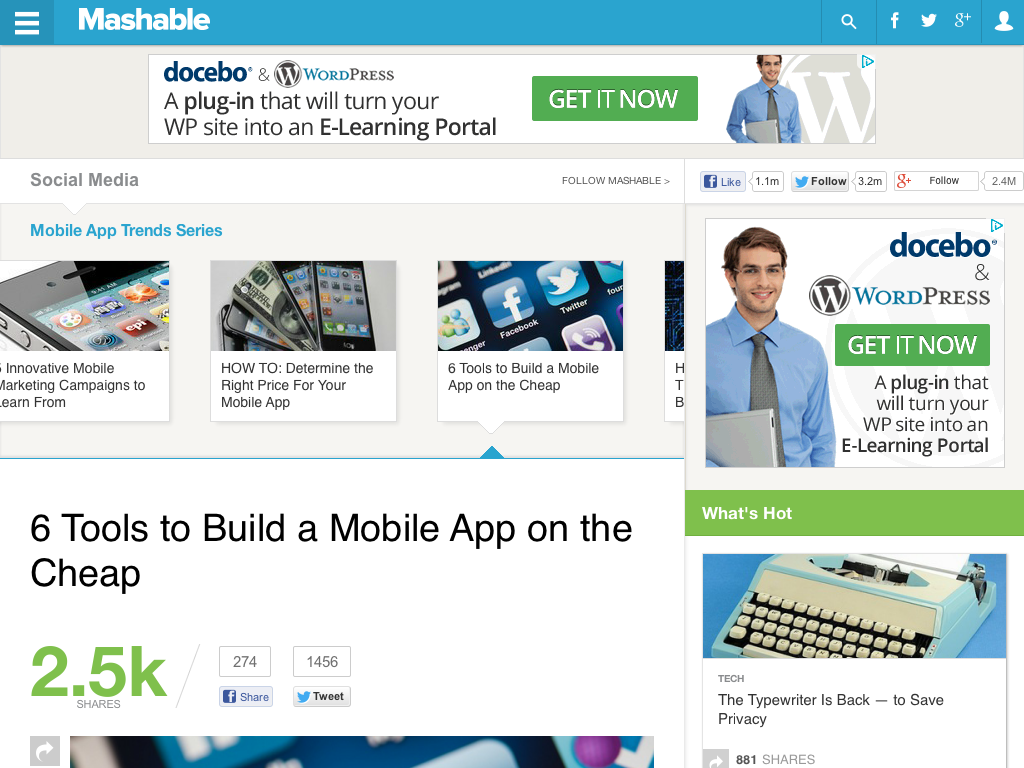 Mashable
docebo & WORDPRESS
A plug-in that will turn your
WP site into an E-Learning Portal
GET IT NOW
Social Media
FOLLOW MASHABLE >
Like 1.1m
Follow 3.2m
Follow 2.4M
Mobile App Trends Series
5 Innovative Mobile
Marketing Campaigns to
Learn From
HOW TO: Determine the
Right Price For Your
Mobile App
LinkedIn
Facebook
Twitter
four
6 Tools to Build a Mobile
App on the Cheap
H
T
B
docebo
&
WORDPRESS
GET IT NOW
A plug-in that
will turn your
WP site into an
E-Learning Portal
6 Tools to Build a Mobile App on the
Cheap
2.5k
SHARES
274
Share
1456
Tweet
What's Hot
TECH
The Typewriter Is Back — to Save
Privacy
881 SHARES